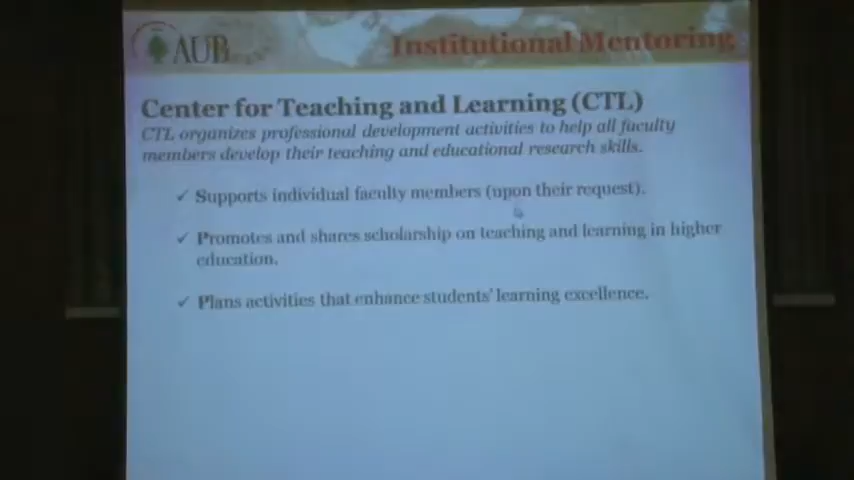 AUB
Institutional Mentoring
Center for Teaching and Learning (CTL)
CTL organizes professional development activities to help all faculty
members develop their teaching and educational research skills.
✓ Supports individual faculty members (upon their request).
✓ Promotes and shares scholarship on teaching and learning in higher
education.
✓ Plans activities that enhance students' learning excellence.